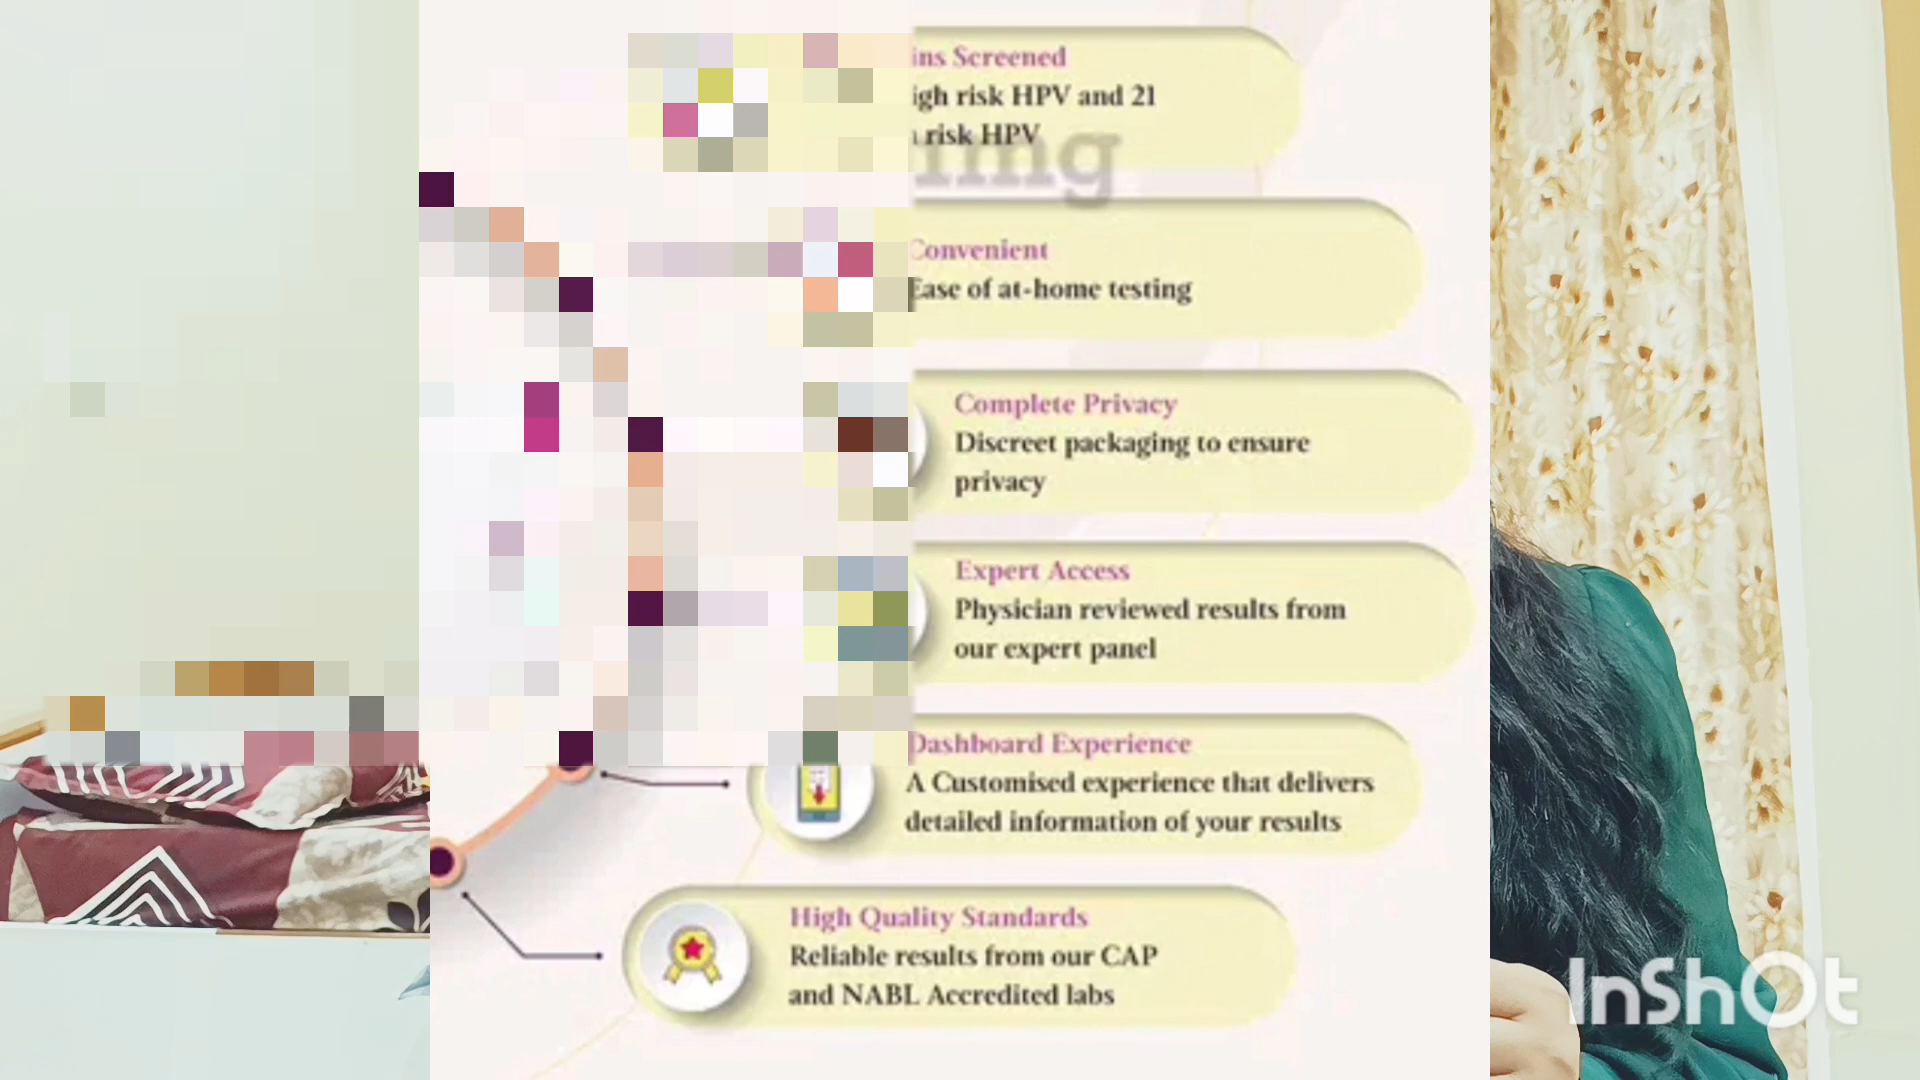 Screened
risk HPV and 21
risk HPV
Convenient
Ease of at-home testing
Complete Privacy
Discreet packaging to ensure
privacy
Expert Access
Physician reviewed results from
our expert panel
Dashboard Experience
A Customised experience that delivers
detailed information of your results
High Quality Standards
Reliable results from our CAP
and NABL Accredited labs
InShOt